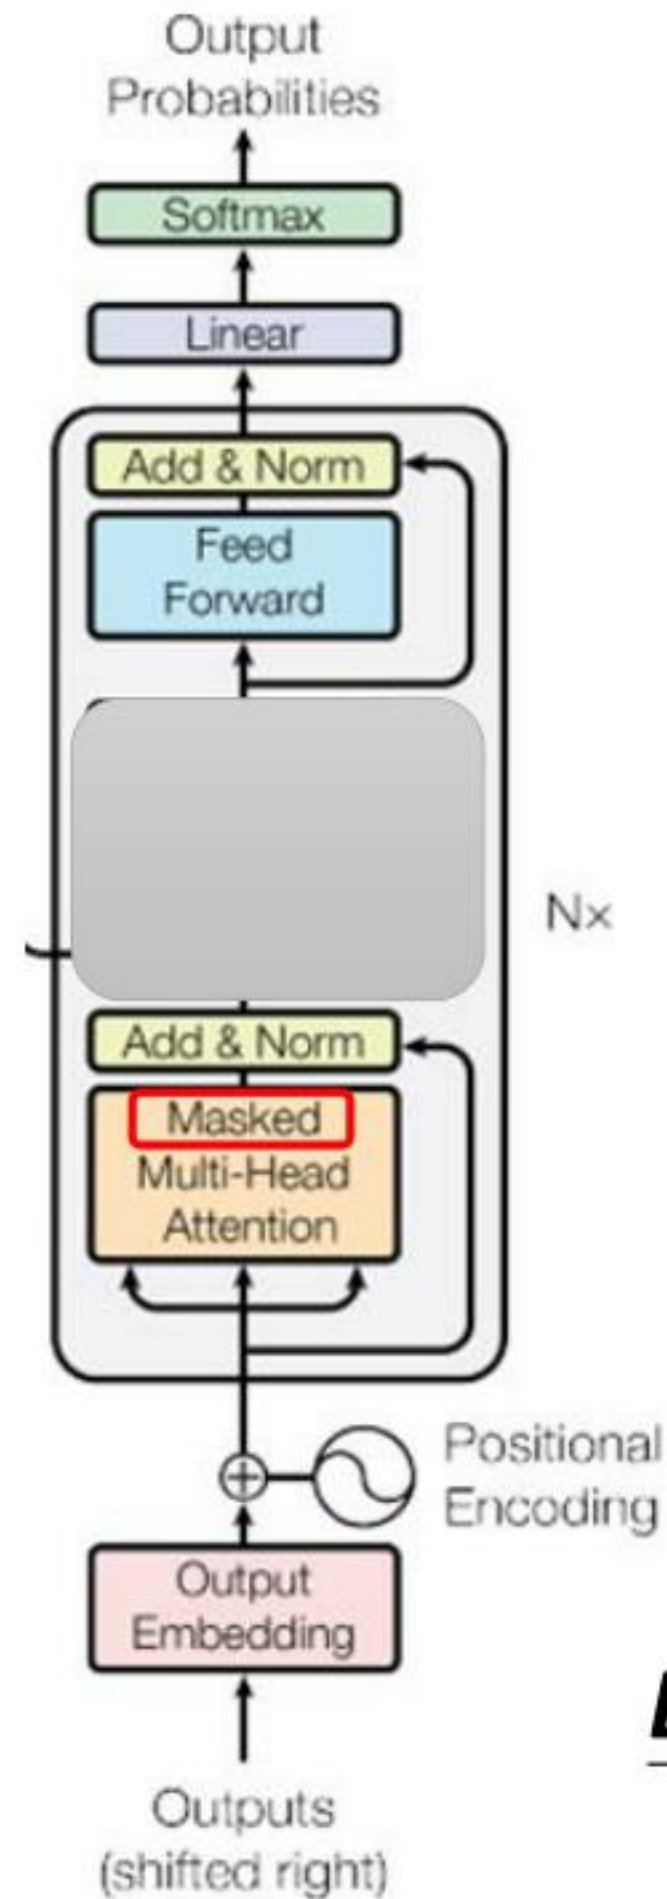 Output
Probabilities
Softmax
Linear
Add & Norm
Feed
Forward
Nx
Add & Norm
Masked
Multi-Head
Attention
Positional
Encoding
Output
Embedding
Outputs
(shifted right)